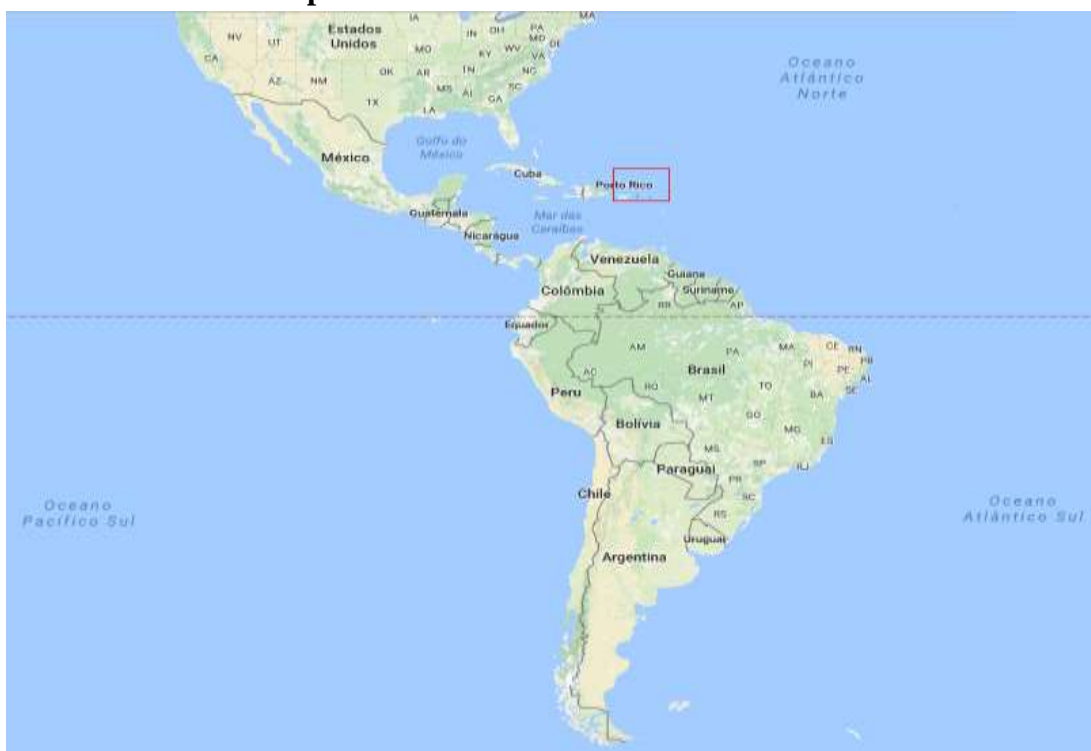 MA
IA
NV
UT
Estados
Unidos
IN
OH
PA
MD
MO
WV
DE
KY
VA
CA
OK
AR
TN
NC
AZ
NM
MS
AL
SC
GA
TX
LA
Oceano
Atlântico
Norte
Golfo do
México
México
Cuba
Porto Rico
Guatemala
Mar das
Caraíbas
Nicarágua
Venezuela
Guiana
Colômbia
Suriname
RR
AP
Equador
AM
PA
MA
CE
RN
PB
PI
PE
AL
AC
Brasil
SE
RO
TO
BA
Peru
MT
GO
Bolívia
MG
ES
MS
SP
RJ
Paraguai
PR
Chile
SC
RS
Oceano
Pacífico Sul
Oceano
Atlântico Sul
Uruguai
Argentina